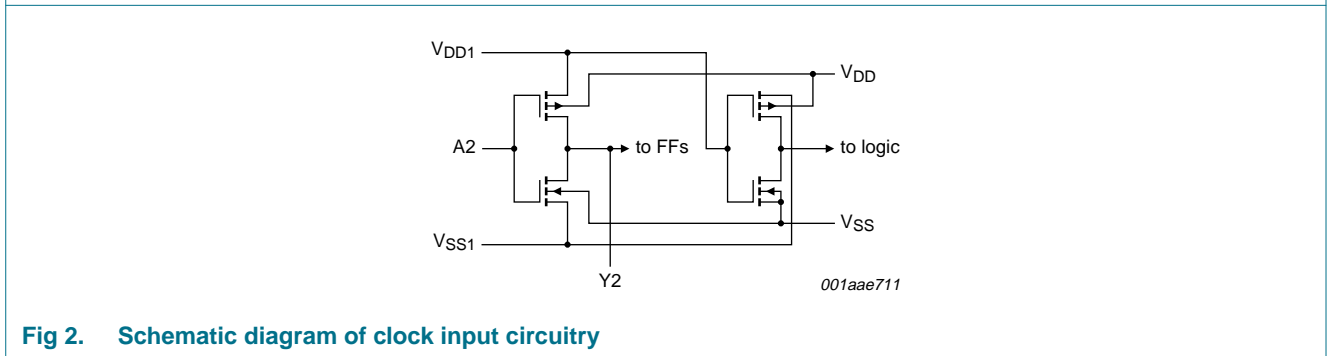 VDD1
VDD
A2
to FFs
to logic
VSS
VSS1
Y2
001aae711
Fig 2. Schematic diagram of clock input circuitry